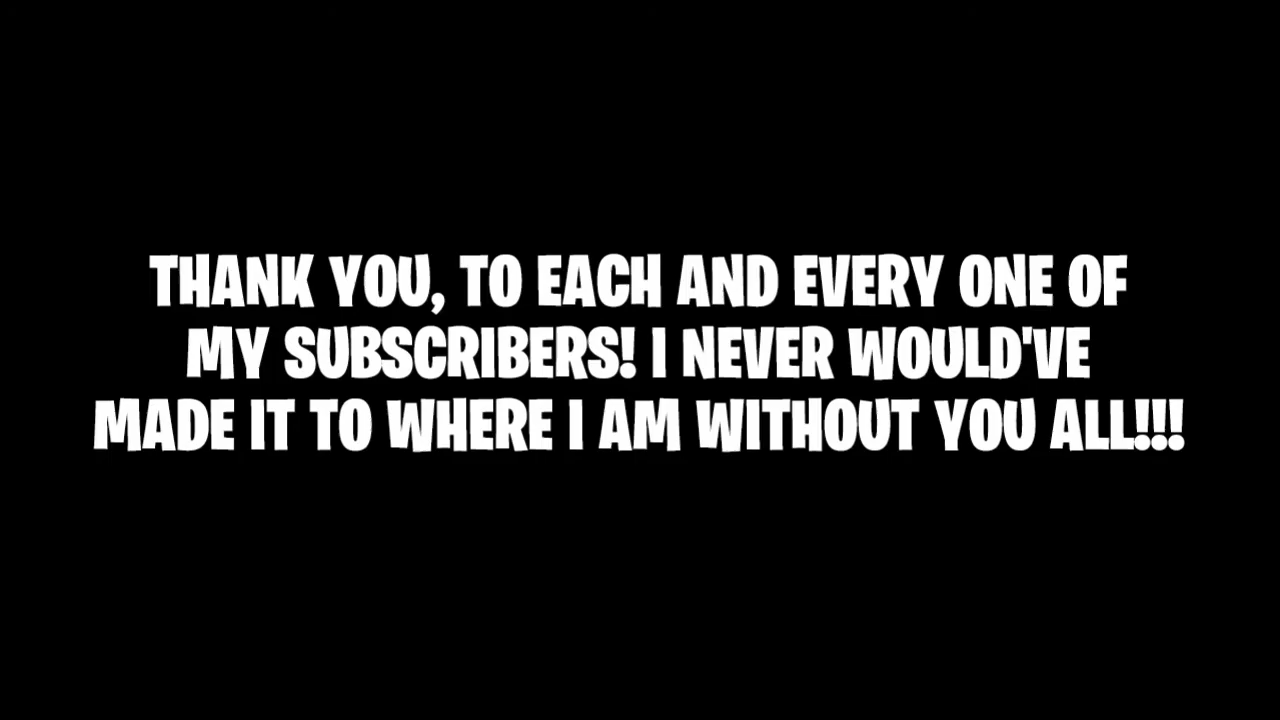 THANK YOU, TO EACH AND EVERY ONE OF
MY SUBSCRIBERS! I NEVER WOULD'VE
MADE IT TO WHERE I AM WITHOUT YOU ALL!!!